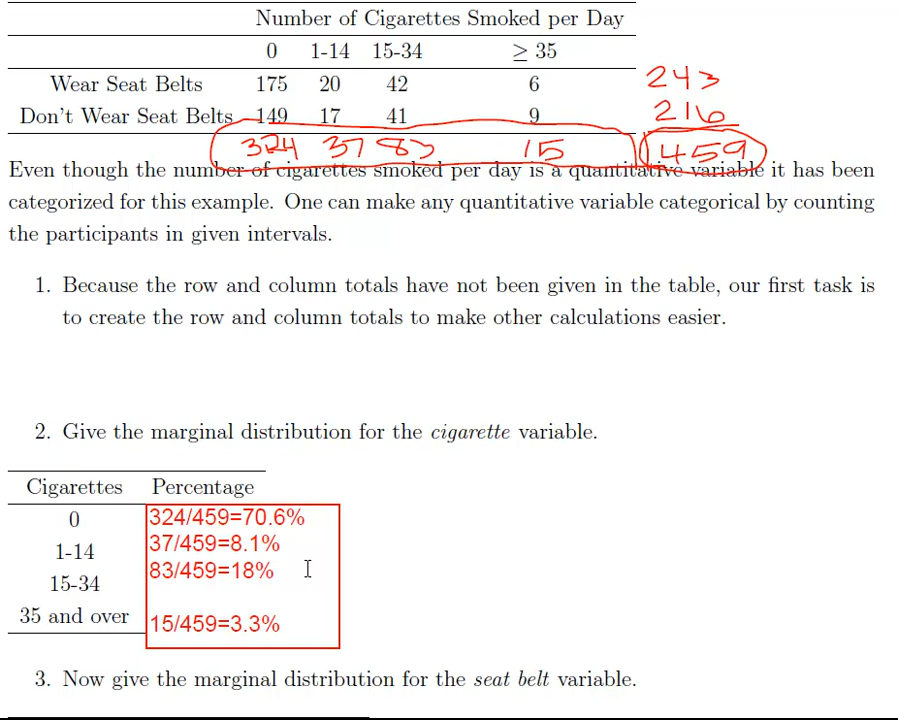 Number of Cigarettes Smoked per Day
0 1-14 15-34 ≥ 35
Wear Seat Belts 175 20 42 6 243
Don't Wear Seat Belts 149 17 41 9 216
324 37 83 15 459
Even though the number of cigarettes smoked per day is a quantitative variable it has been
categorized for this example. One can make any quantitative variable categorical by counting
the participants in given intervals.
1. Because the row and column totals have not been given in the table, our first task is
to create the row and column totals to make other calculations easier.
2. Give the marginal distribution for the cigarette variable.
Cigarettes Percentage
0 324/459=70.6%
1-14 37/459=8.1%
15-34 83/459=18%
35 and over 15/459=3.3%
3. Now give the marginal distribution for the seat belt variable.